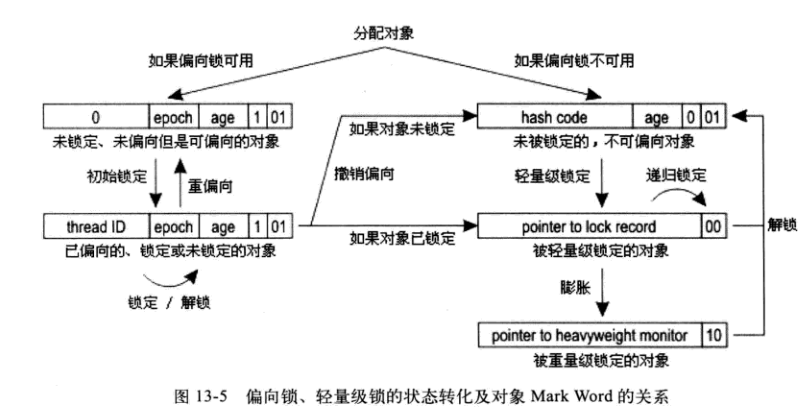 分配对象
如果偏向锁可用
如果偏向锁不可用
0 epoch age 1 01
hash code age 0 01
未锁定、未偏向但是可偏向的对象
如果对象未锁定
未被锁定的，不可偏向对象
初始锁定
重偏向
撤销偏向
轻量级锁定
递归锁定
thread ID epoch age 1 01
如果对象已锁定
pointer to lock record 00
解锁
已偏向的、锁定或未锁定的对象
被轻量级锁定的对象
锁定 / 解锁
膨胀
pointer to heavyweight monitor 10
被重量级锁定的对象
图 13-5 偏向锁、轻量级锁的状态转化及对象 Mark Word 的关系